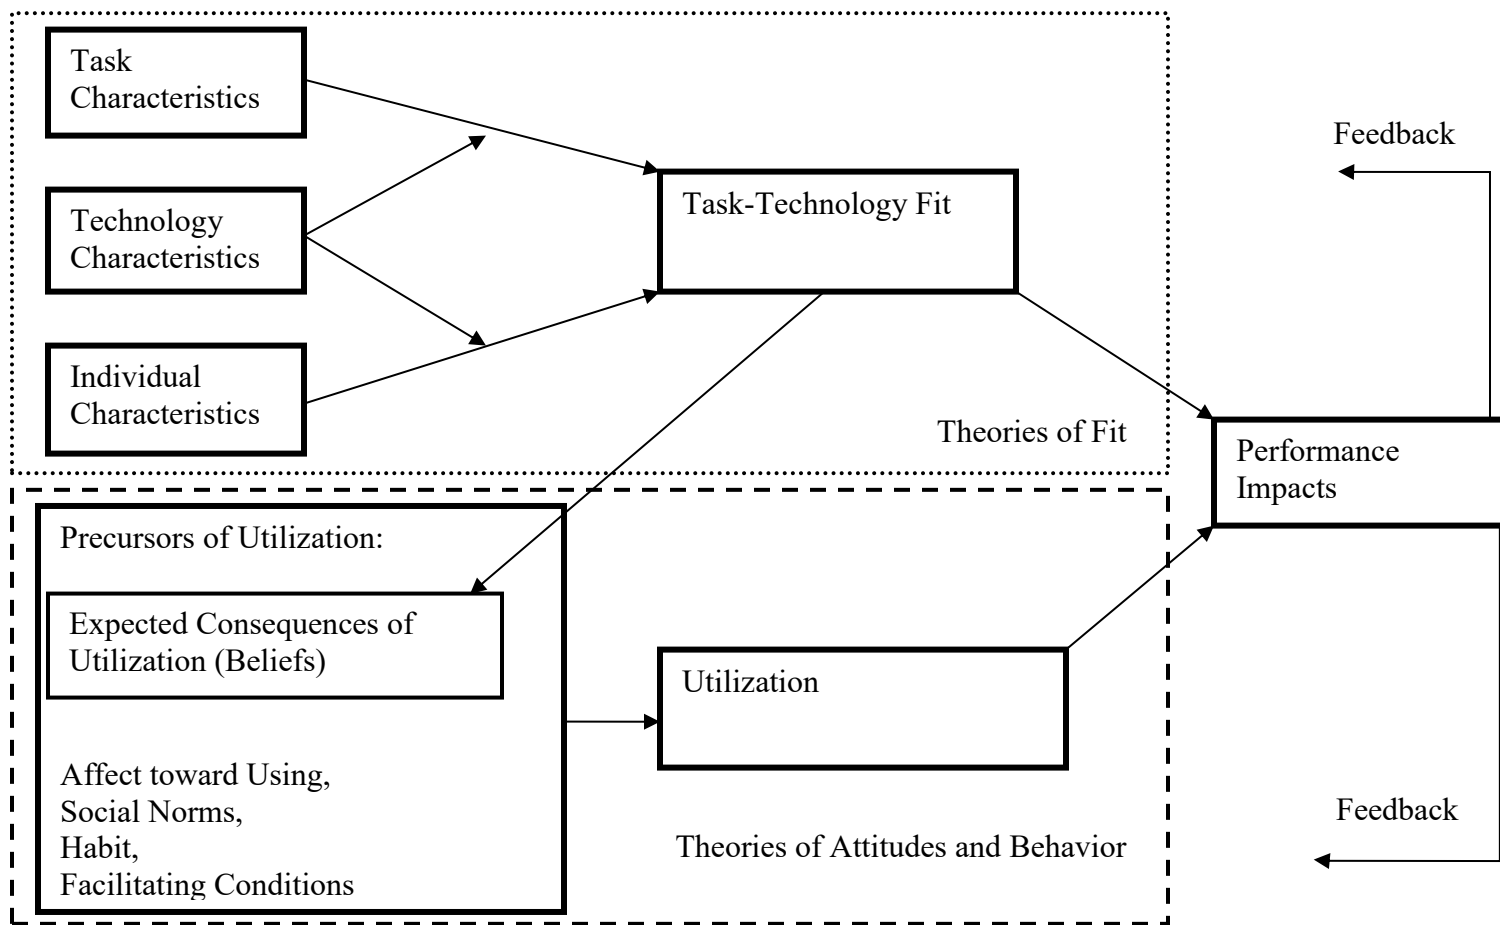 Task
Characteristics
Feedback
Technology
Characteristics
Task-Technology Fit
Individual
Characteristics
Theories of Fit
Performance
Impacts
Precursors of Utilization:
Expected Consequences of
Utilization (Beliefs)
Utilization
Affect toward Using,
Social Norms,
Habit,
Facilitating Conditions
Theories of Attitudes and Behavior
Feedback